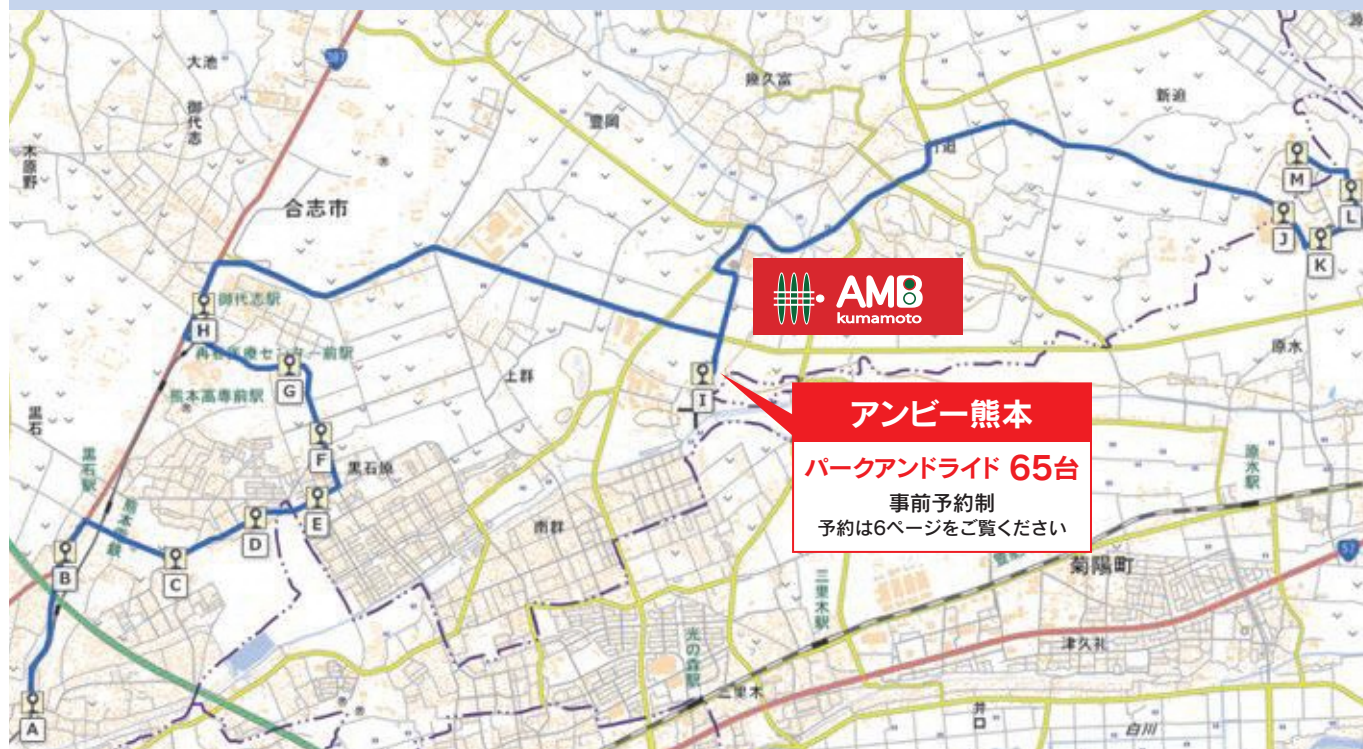 大池
御代志
木原野
387
合志市
豊岡
幾久富
竹迫
新迫
M
L
J
K
御代志駅
H
再春医療センター前駅
G
熊本高専前駅
黒石
黒石駅
F
黒石原
E
D
C
B
A
上群
南群
AMB
kumamoto
I
アンビー熊本
パークアンドライド 65台
事前予約制
予約は6ページをご覧ください
原水
原水駅
57
菊陽町
三里木駅
津久礼
光の森駅
三里木
井口
白川